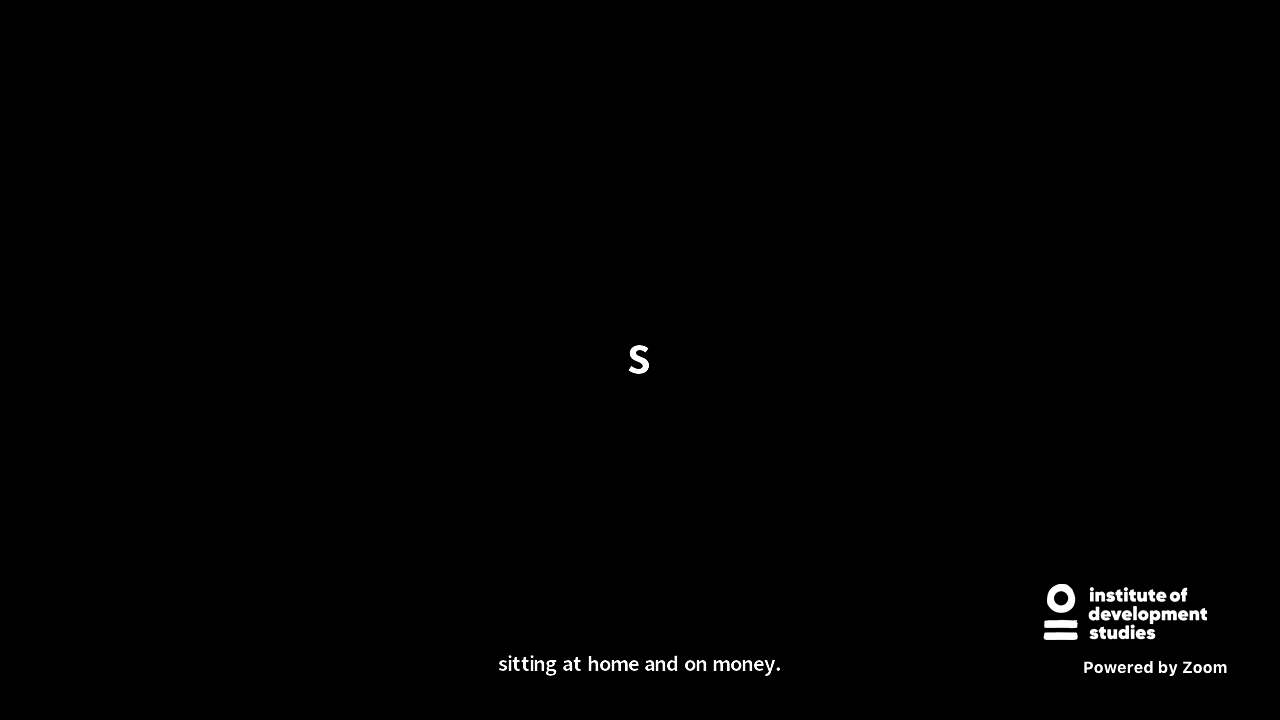 S
institute of
development
studies
sitting at home and on money.
Powered by Zoom